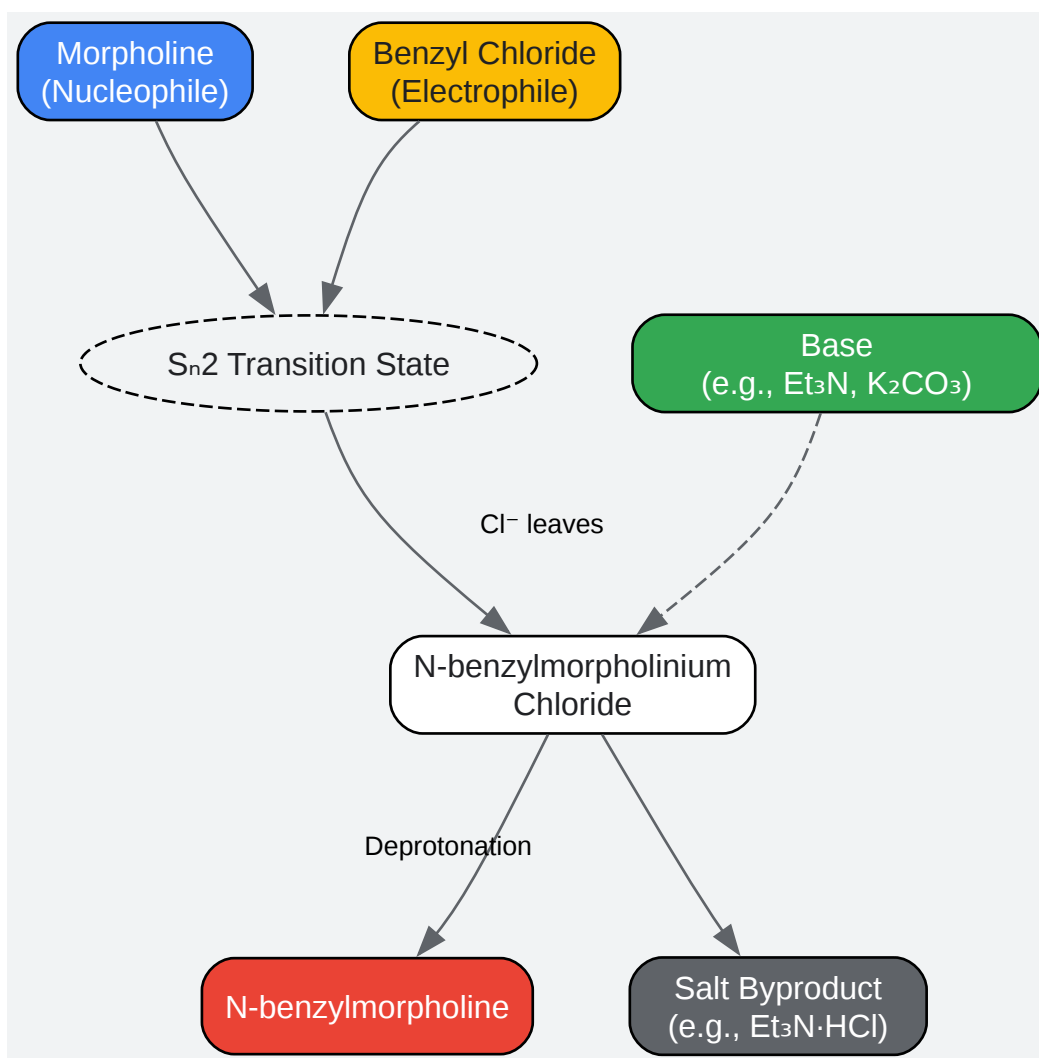 Morpholine
(Nucleophile)
Benzyl Chloride
(Electrophile)
Sₙ2 Transition State
Base
(e.g., Et₃N, K₂CO₃)
Cl⁻ leaves
N-benzylmorpholinium
Chloride
Deprotonation
N-benzylmorpholine
Salt Byproduct
(e.g., Et₃N·HCl)